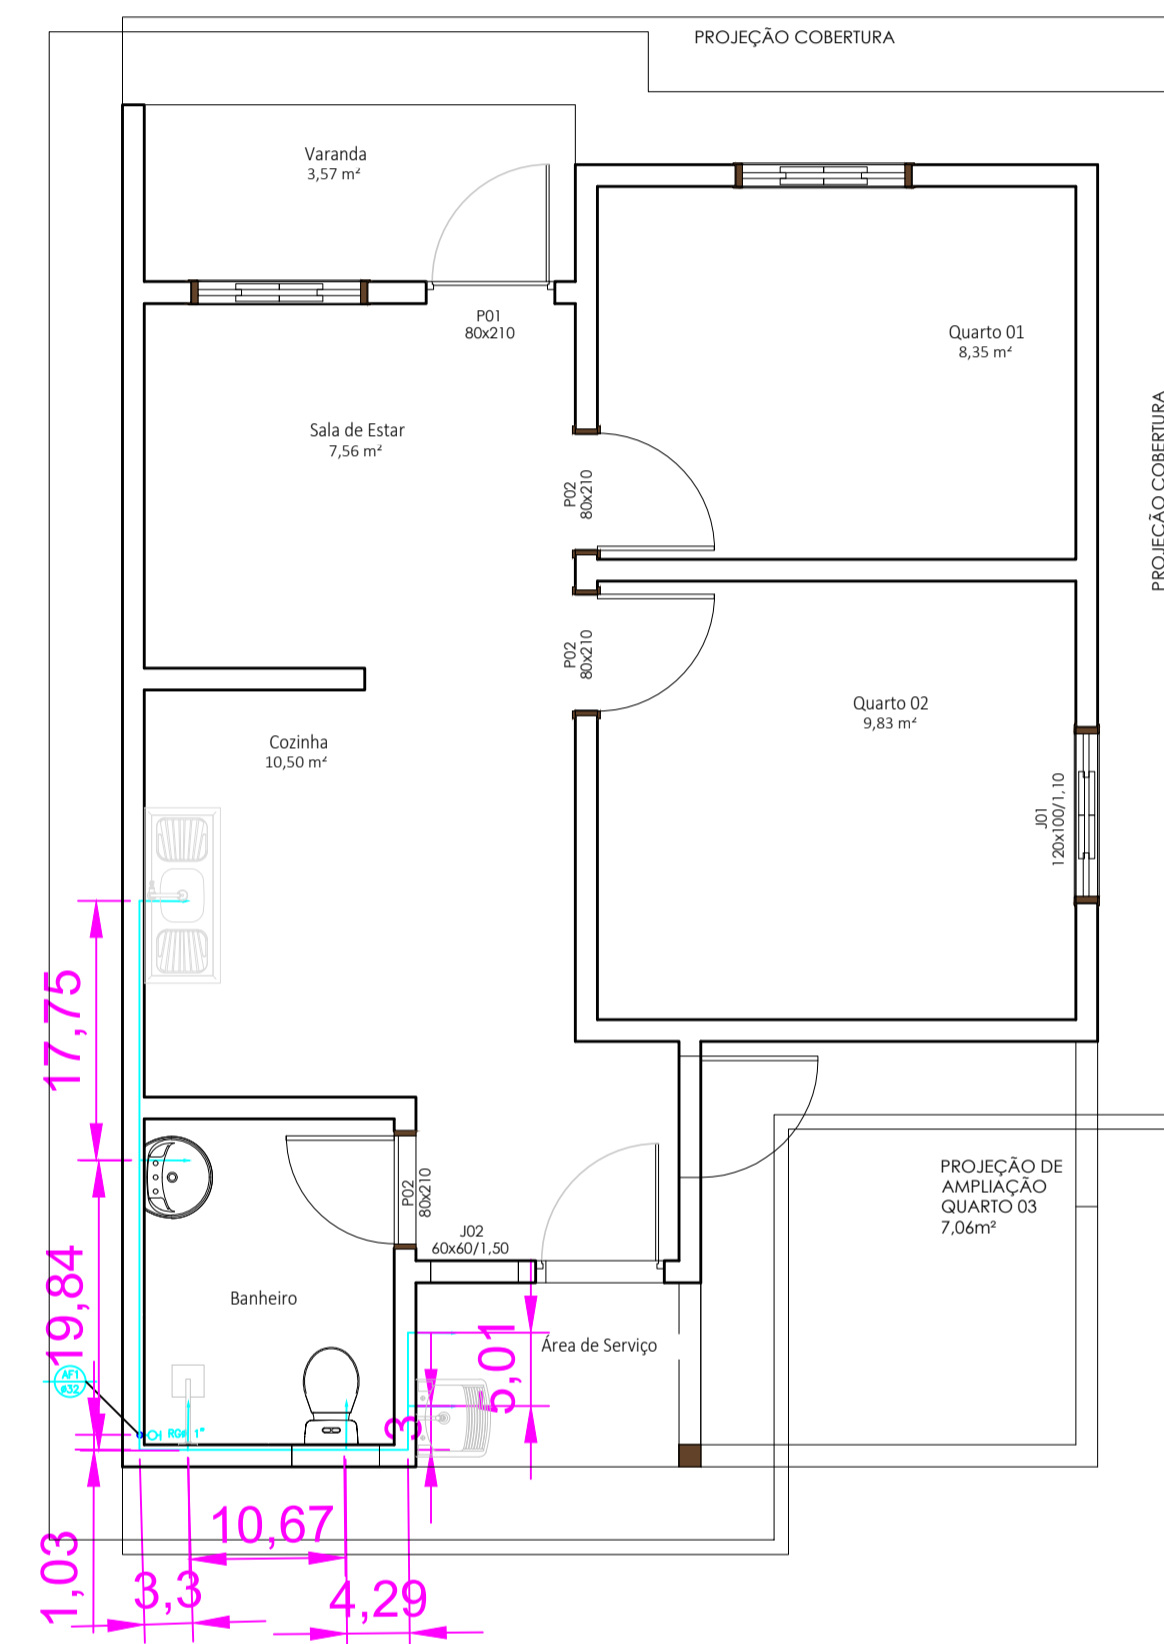 PROJEÇÃO COBERTURA
Varanda
3,57 m²
P01
80x210
Quarto 01
8,35 m²
PROJEÇÃO COBERTURA
Sala de Estar
7,56 m²
P02
80x210
P02
80x210
Quarto 02
9,83 m²
Cozinha
10,50 m²
J01
120x100/1,10
17,75
P02
80x210
PROJEÇÃO DE
AMPLIAÇÃO
QUARTO 03
7,06m²
J02
60x60/1,50
19,84
Banheiro
Área de Serviço
5,01
AF1
ø32
RGø 1"
3
10,67
1,03
3,3
4,29